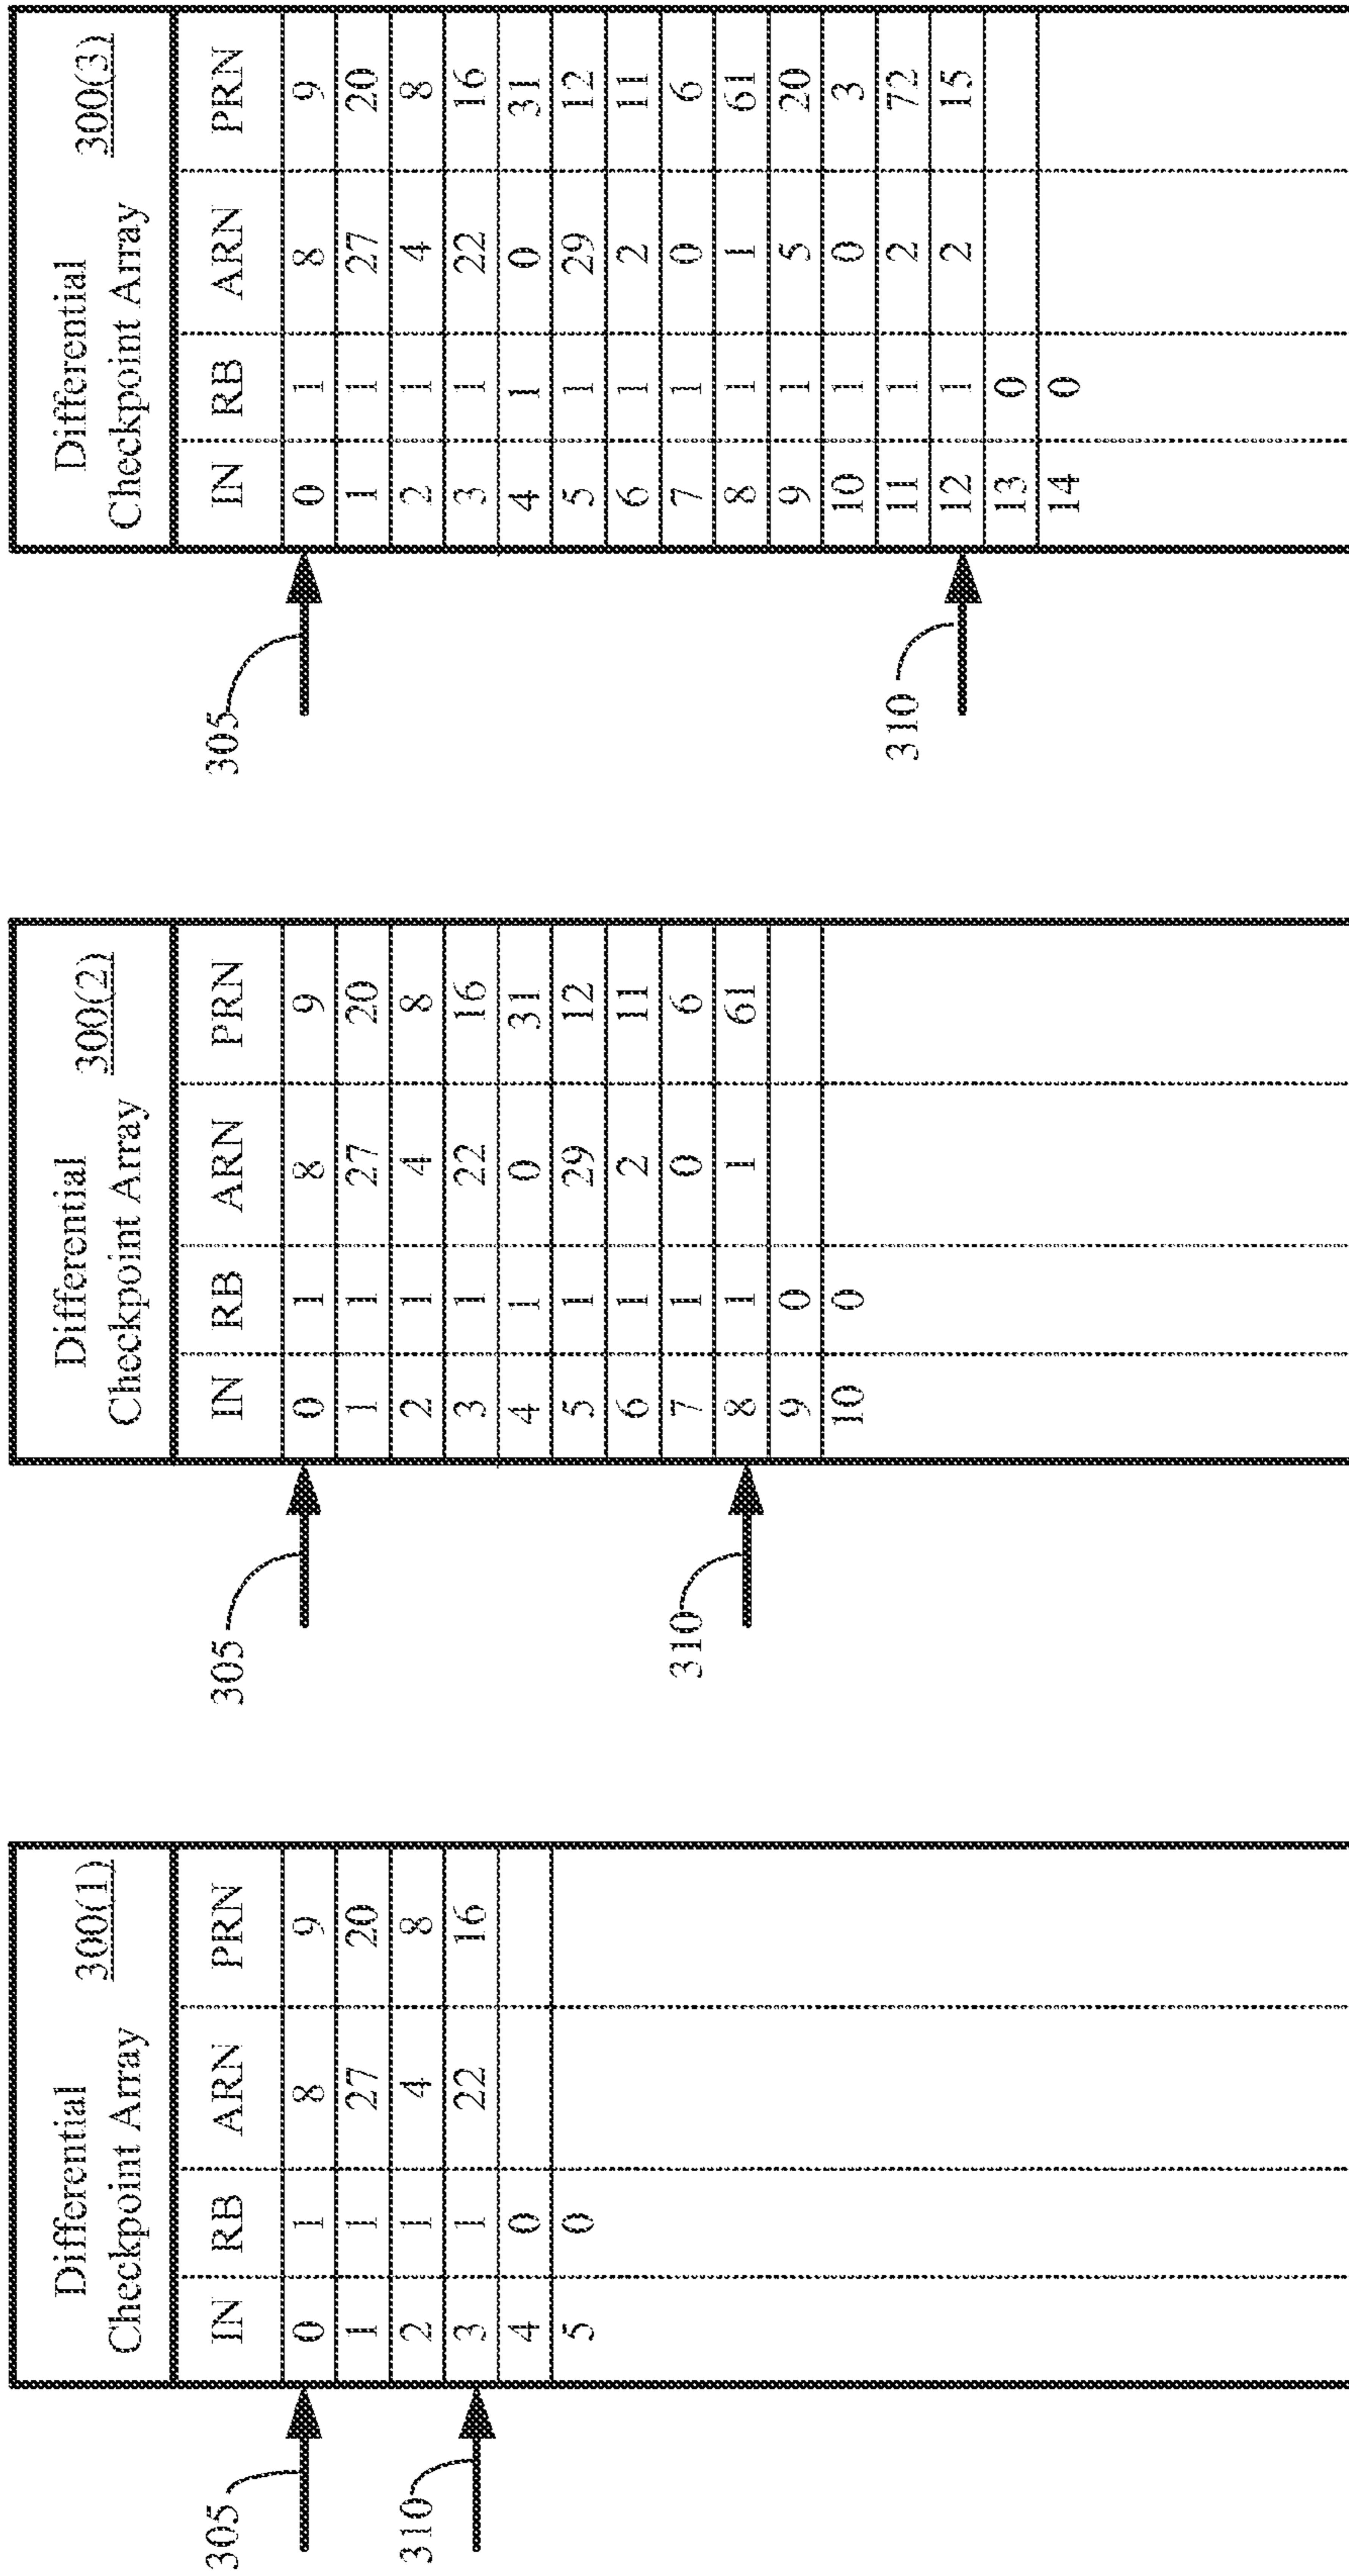 Differential
Checkpoint Array 300(1)
IN RB ARN PRN
305
0 1 8 9
1 1 27 20
2 1 4 8
310
3 1 22 16
4 0
5 0
Differential
Checkpoint Array 300(2)
IN RB ARN PRN
305
0 1 8 9
1 1 27 20
2 1 4 8
3 1 22 16
4 1 0 31
5 1 29 12
6 1 2 11
7 1 0 6
310
8 1 1 61
9 0
10 0
Differential
Checkpoint Array 300(3)
IN RB ARN PRN
305
0 1 8 9
1 1 27 20
2 1 4 8
3 1 22 16
4 1 0 31
5 1 29 12
6 1 2 11
7 1 0 6
8 1 1 61
9 1 5 20
10 1 0 3
11 1 2 72
310
12 1 2 15
13 0
14 0